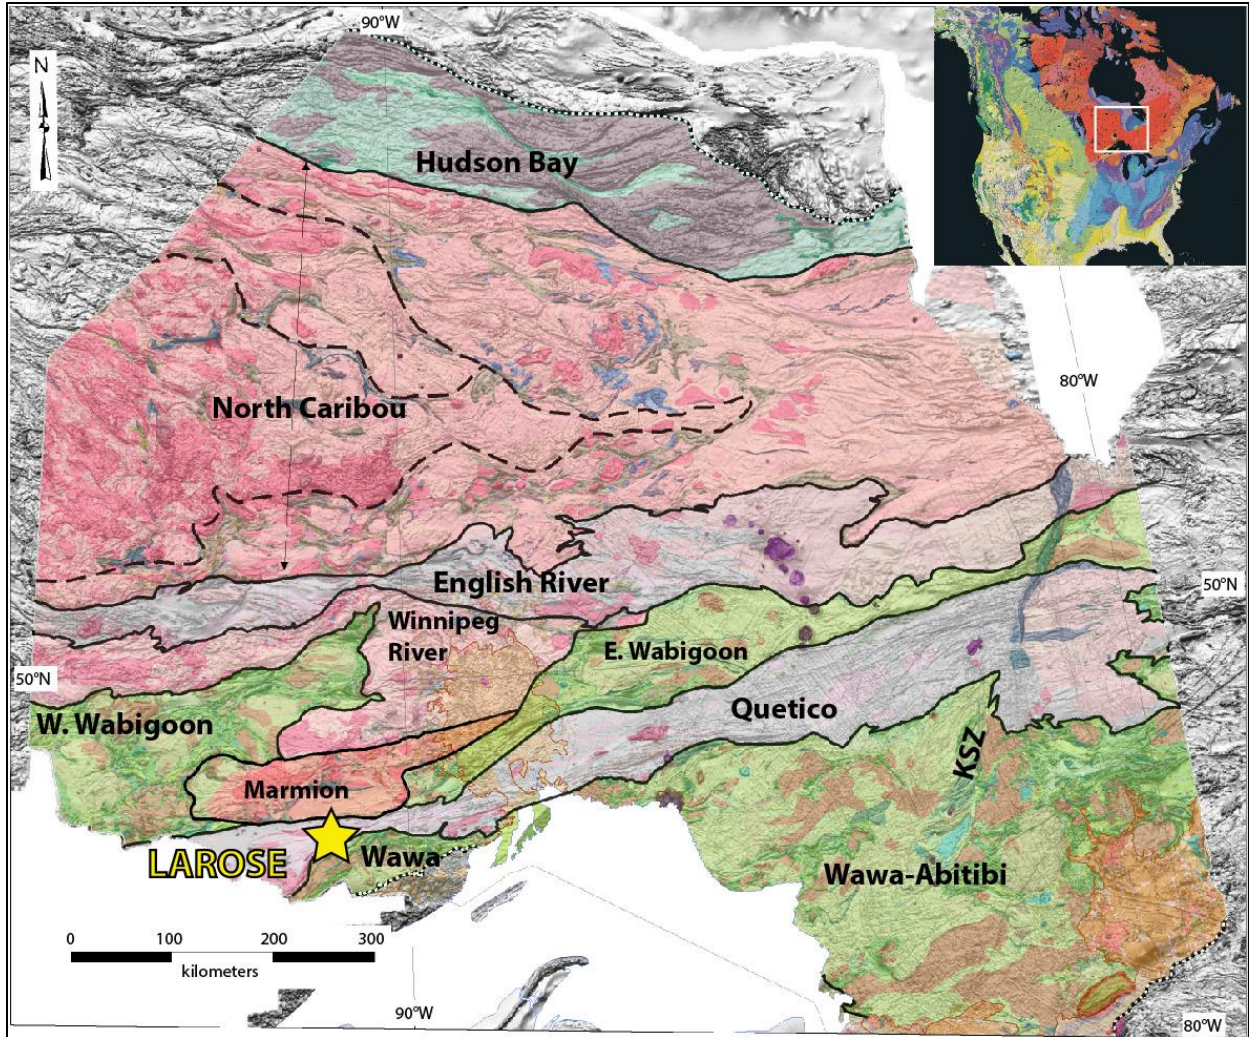 90°W
N
Hudson Bay
80°W
North Caribou
English River
50°N
Winnipeg
River
E. Wabigoon
50°N
W. Wabigoon
Quetico
KSZ
Marmion
LAROSE
Wawa
Wawa-Abitibi
0 100 200 300
kilometers
90°W
80°W